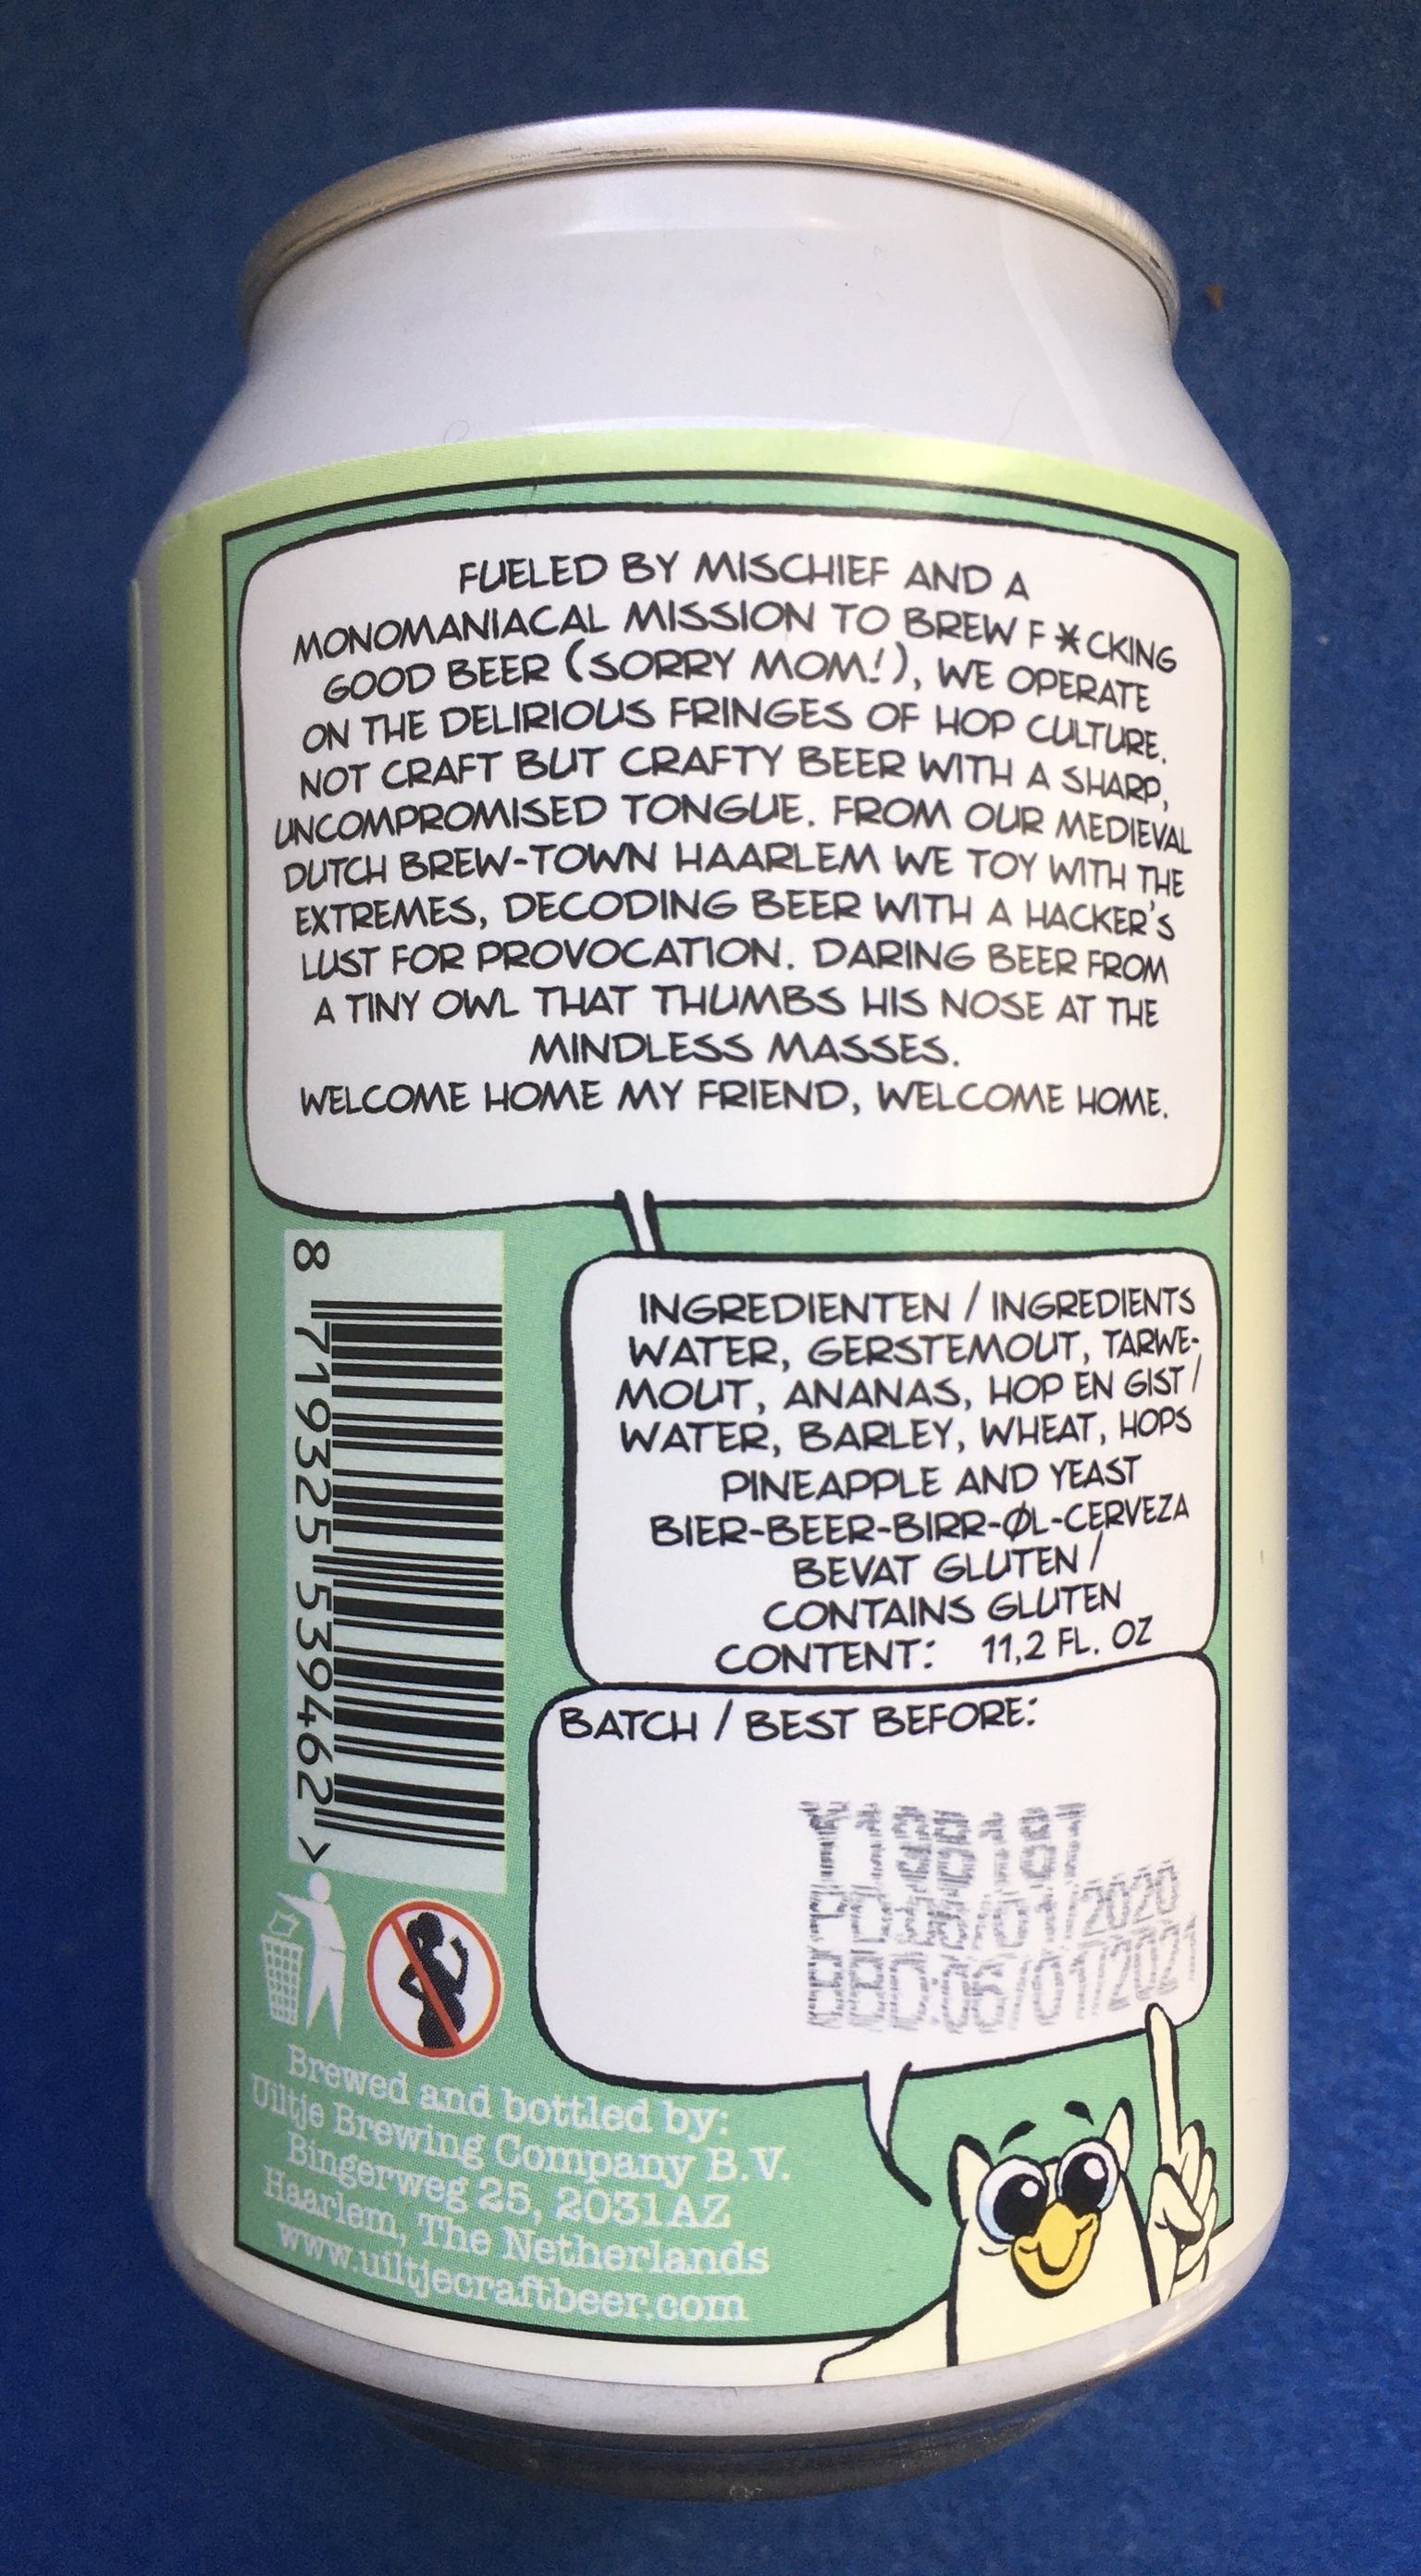 FUELED BY MISCHIEF AND A
MONOMANIACAL MISSION TO BREW F*CKING
GOOD BEER (SORRY MOM!), WE OPERATE
ON THE DELIRIOUS FRINGES OF HOP CULTURE.
NOT CRAFT BUT CRAFTY BEER WITH A SHARP,
UNCOMPROMISED TONGUE. FROM OUR MEDIEVAL
DUTCH BREW-TOWN HAARLEM WE TOY WITH THE
EXTREMES, DECODING BEER WITH A HACKER'S
LUST FOR PROVOCATION. DARING BEER FROM
A TINY OWL THAT THUMBS HIS NOSE AT THE
MINDLESS MASSES.
WELCOME HOME MY FRIEND, WELCOME HOME.
8 719325 539462 >
INGREDIENTEN / INGREDIENTS
WATER, GERSTEMOUT, TARWE-
MOUT, ANANAS, HOP EN GIST /
WATER, BARLEY, WHEAT, HOPS
PINEAPPLE AND YEAST
BIER-BEER-BIRR-ØL-CERVEZA
BEVAT GLUTEN /
CONTAINS GLUTEN
CONTENT: 11,2 FL. OZ
BATCH / BEST BEFORE:
BBD:06/01/2021
Brewed and bottled by:
Uiltje Brewing Company B.V.
Bingerweg 25, 2031 AZ
Haarlem, The Netherlands
www.uiltjecraftbeer.com